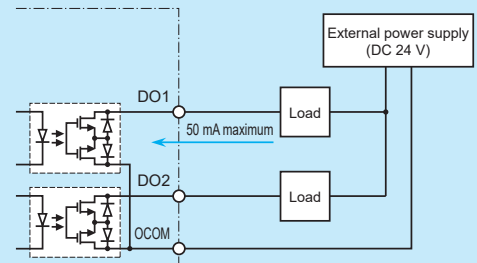 External power supply
(DC 24 V)
DO1
Load
50 mA maximum
DO2
Load
OCOM